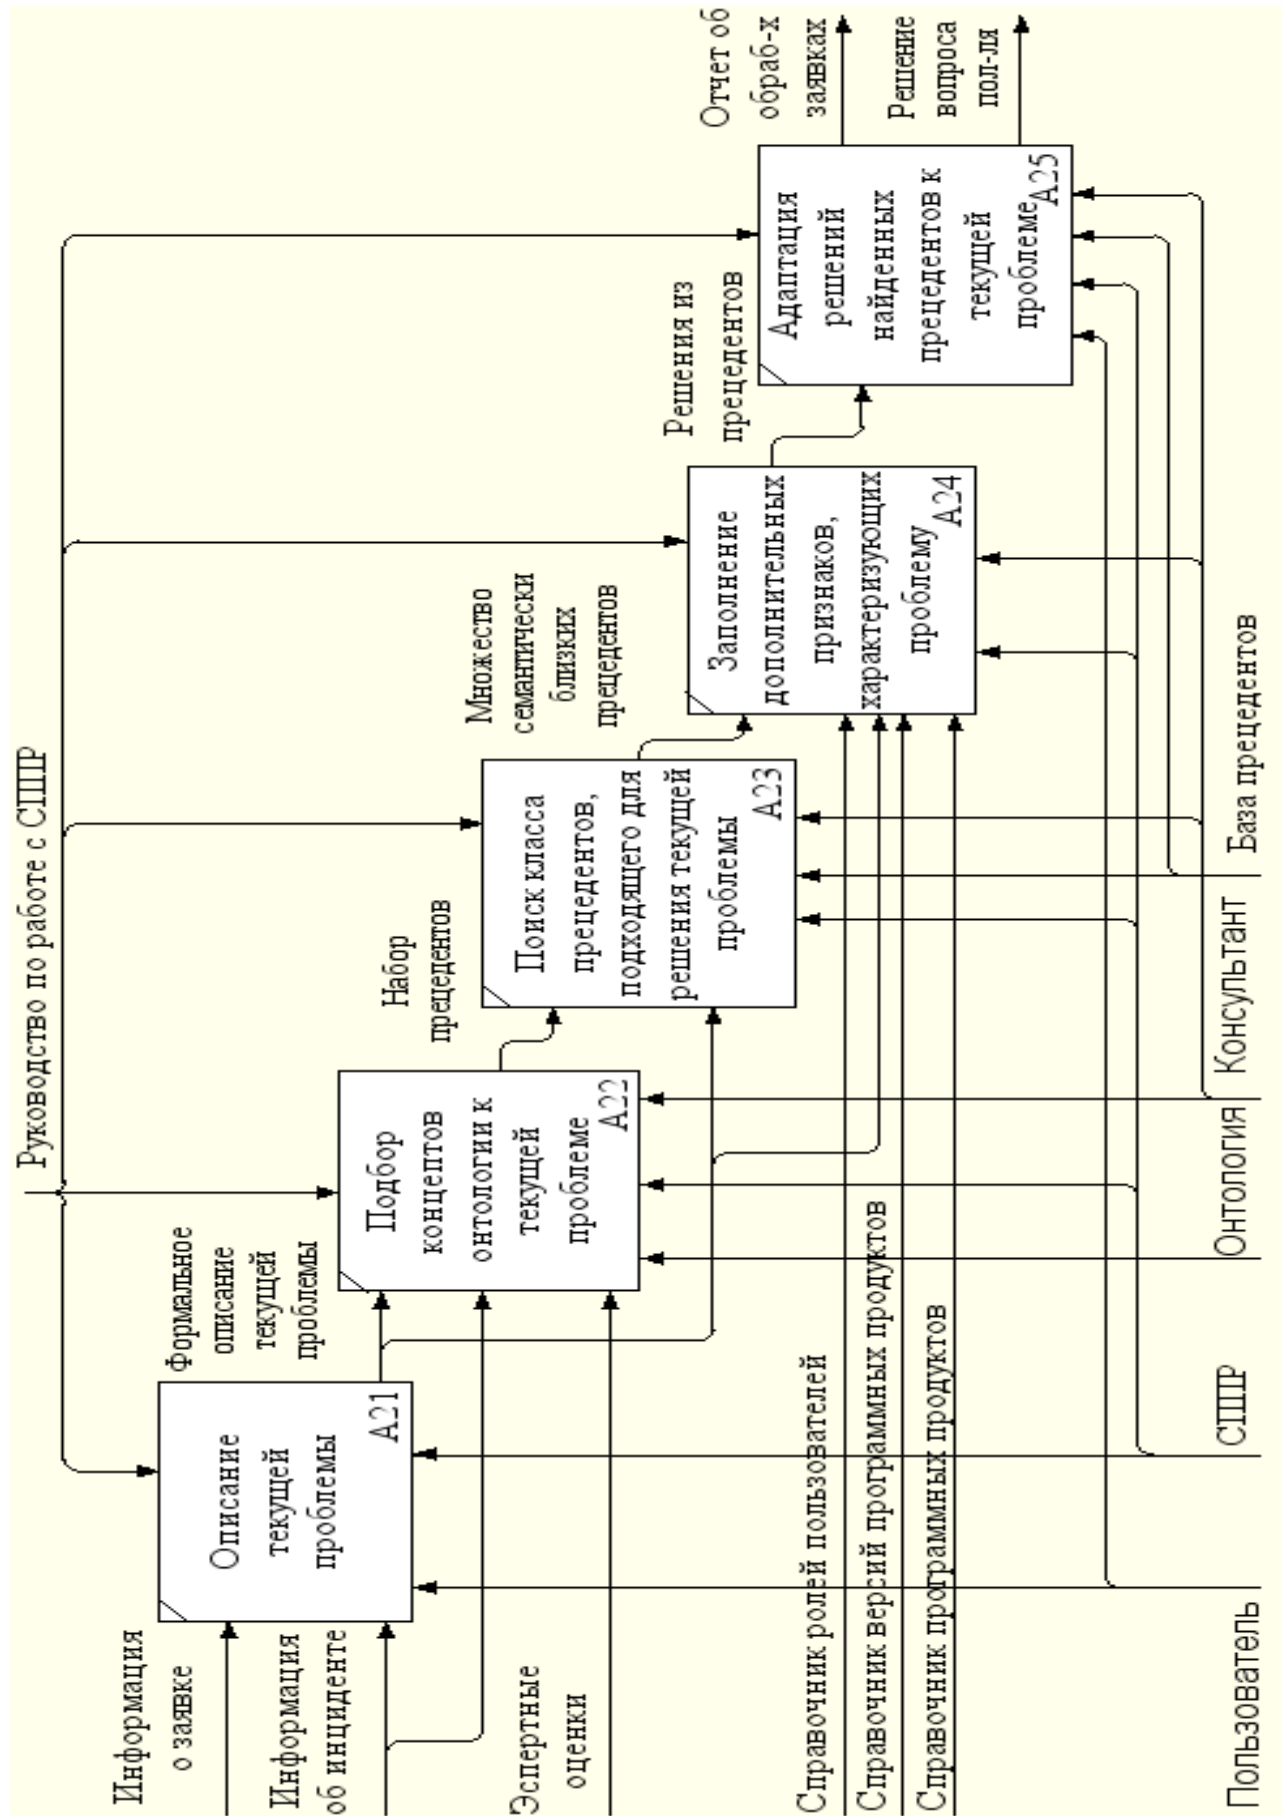 Руководство по работе с СППР
Информация
о заявке
Информация
об инциденте
Эспертные
оценки
Справочник ролей пользователей
Справочник версий программных продуктов
Справочник программных продуктов
Описание
текущей
проблемы
A21
Формальное
описание
текущей
проблемы
Подбор
концептов
онтологии к
текущей
проблеме
A22
Набор
прецедентов
Поиск класса
прецедентов,
подходящего для
решения текущей
проблемы
A23
Множество
семантически
близких
прецедентов
Заполнение
дополнительных
признаков,
характеризующих
проблему
A24
Решения из
прецедентов
Адаптация
решений
найденных
прецедентов к
текущей
проблеме
A25
Отчет об
обраб-х
заявках
Решение
вопроса
пол-ля
Пользователь
СППР
Онтология
Консультант
База прецедентов